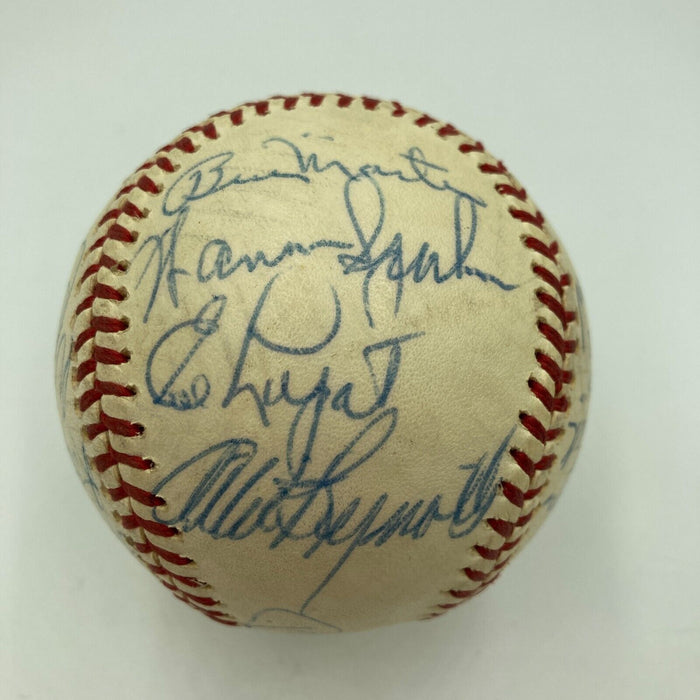 Billy Martin
Warren Spahn
Ed Lopat
Allie Reynolds